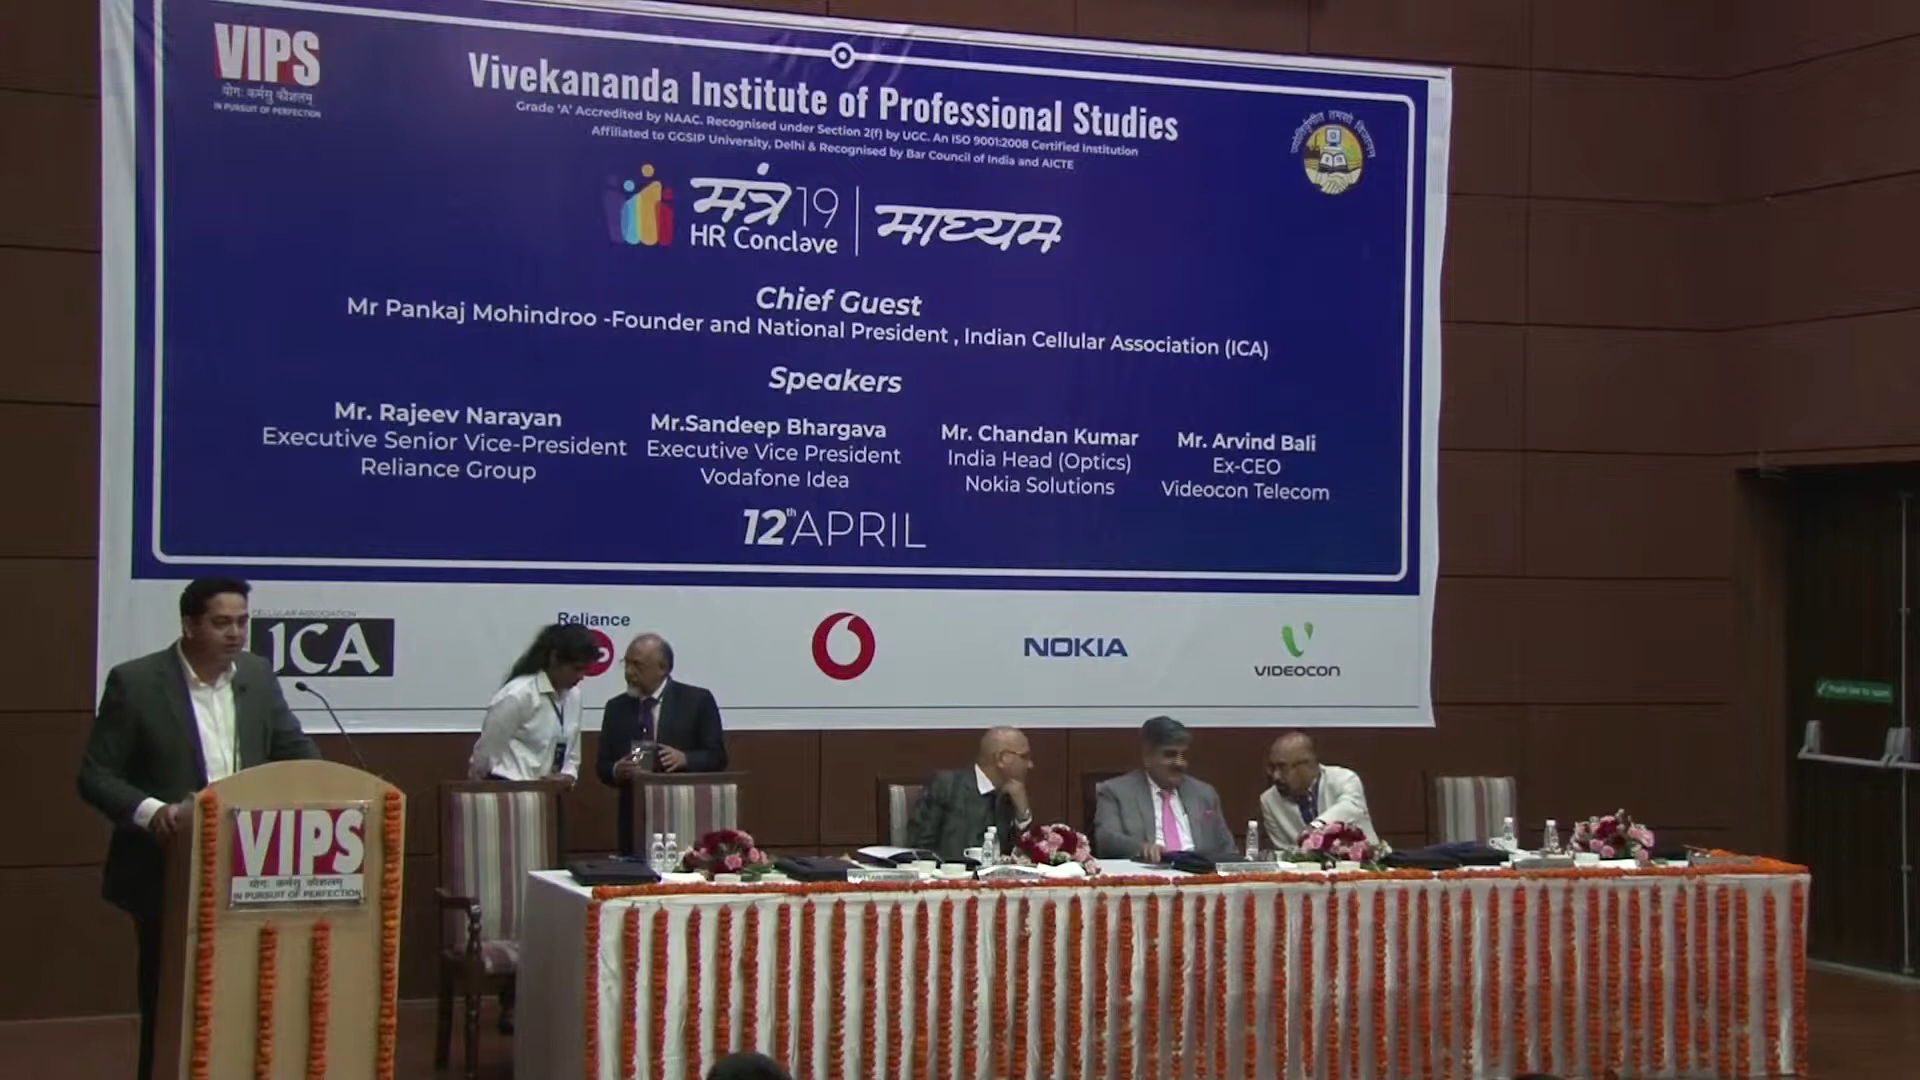 VIPS
योगः कर्मसु कौशलम्
IN PURSUIT OF PERFECTION
Vivekananda Institute of Professional Studies
Grade 'A' Accredited by NAAC. Recognised under Section 2(f) by UGC. An ISO 9001:2008 Certified Institution
Affiliated to GGSIP University, Delhi & Recognised by Bar Council of India and AICTE
मंत्र 19
HR Conclave
माध्यम
Chief Guest
Mr Pankaj Mohindroo -Founder and National President , Indian Cellular Association (ICA)
Speakers
Mr. Rajeev Narayan
Executive Senior Vice-President
Reliance Group
Mr.Sandeep Bhargava
Executive Vice President
Vodafone Idea
Mr. Chandan Kumar
India Head (Optics)
Nokia Solutions
Mr. Arvind Bali
Ex-CEO
Videocon Telecom
12th APRIL
CELLULAR ASSOCIATION
ICA
Reliance
NOKIA
VIDEOCON
VIPS
योगः कर्मसु कौशलम्
IN PURSUIT OF PERFECTION